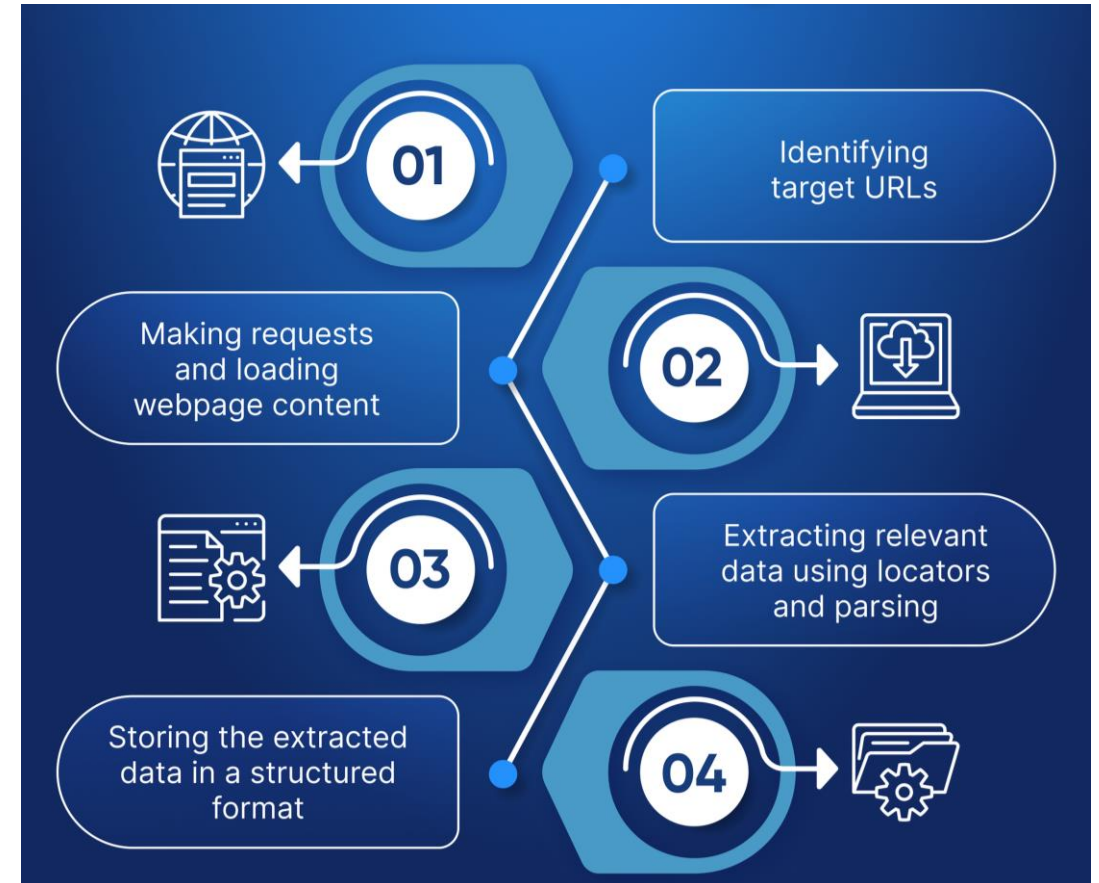 01
Identifying
target URLs
Making requests
and loading
webpage content
02
03
Extracting relevant
data using locators
and parsing
Storing the extracted
data in a structured
format
04